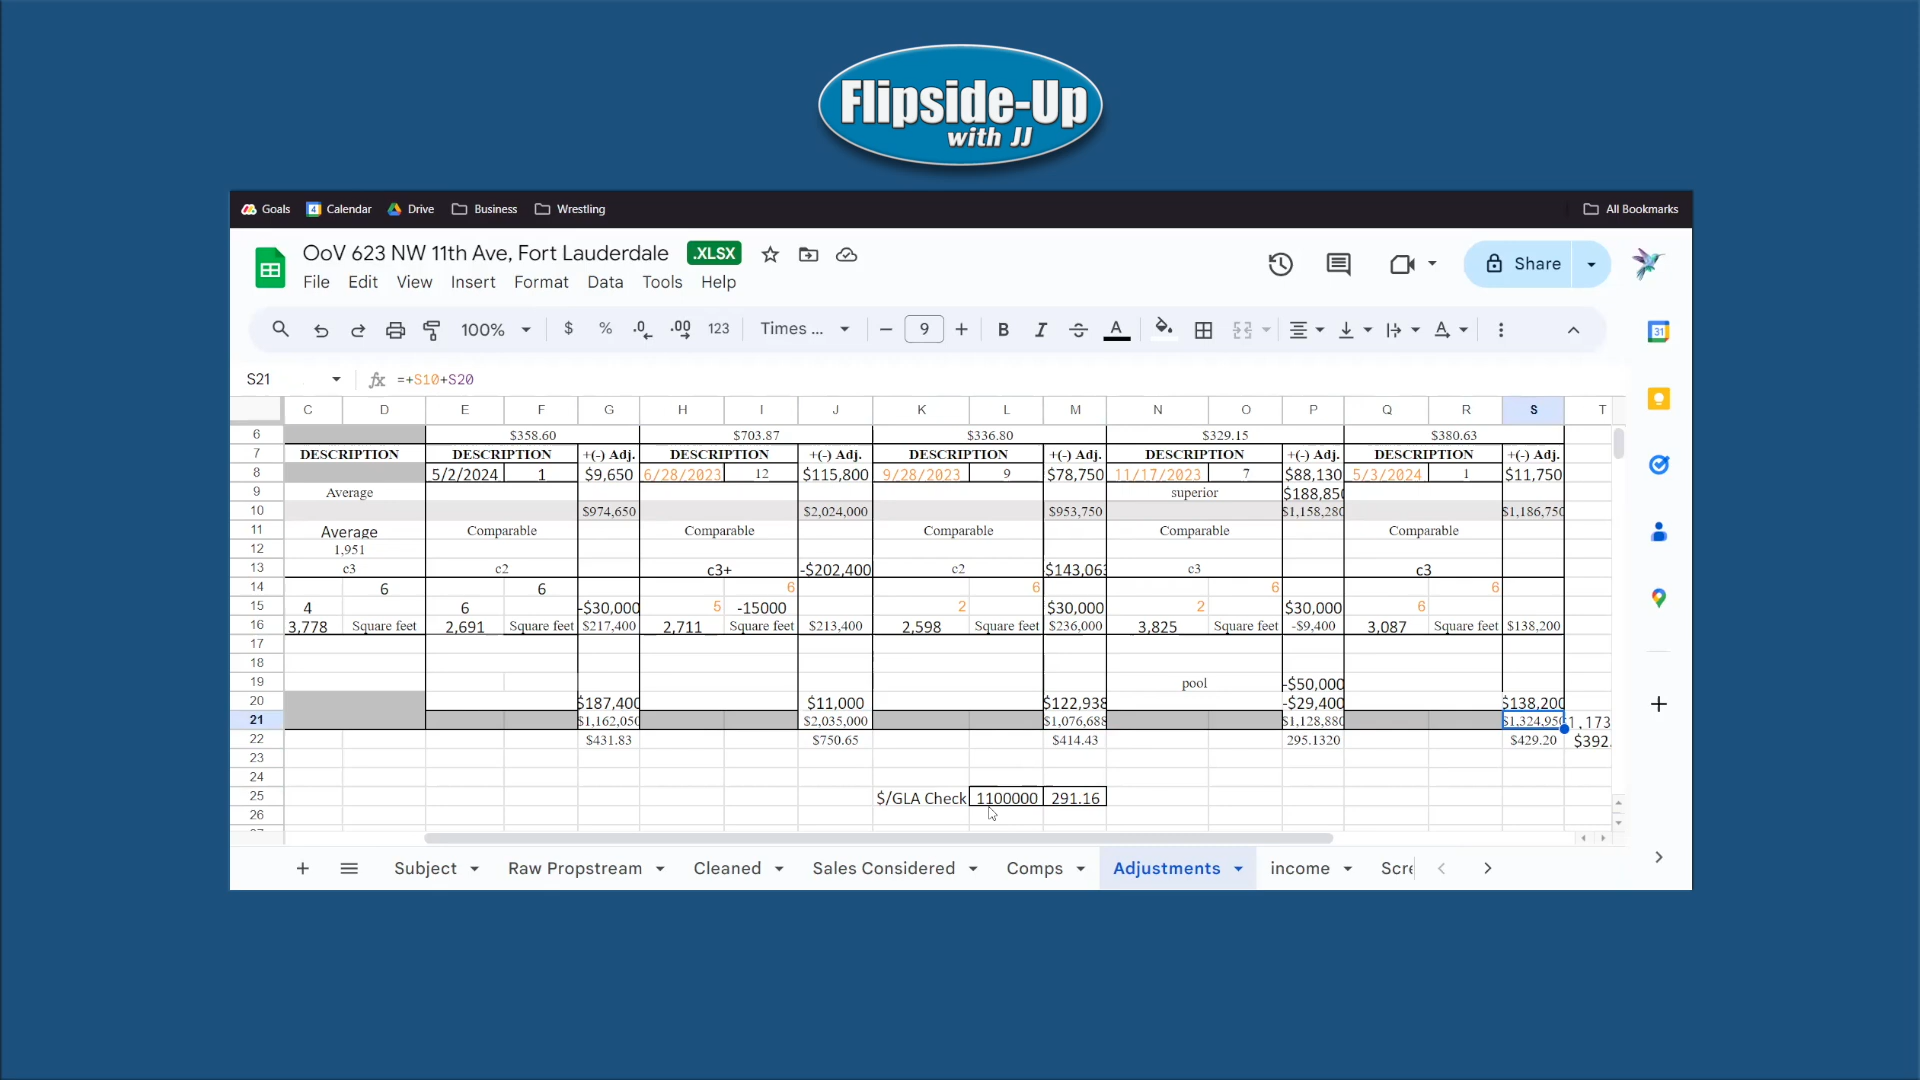 Flipside-Up
with JJ
Goals Calendar Drive Business Wrestling All Bookmarks
OoV 623 NW 11th Ave, Fort Lauderdale .XLSX
Share
File Edit View Insert Format Data Tools Help
100% $ % .0 .00 123 Times ... 9 B I S A
S21 fx =+S10+S20
C D E F G H I J K L M N O P Q R S T
6 $358.60 $703.87 $336.80 $329.15 $380.63
7 DESCRIPTION DESCRIPTION +(-) Adj. DESCRIPTION +(-) Adj. DESCRIPTION +(-) Adj. DESCRIPTION +(-) Adj. DESCRIPTION +(-) Adj.
8 5/2/2024 1 $9,650 6/28/2023 12 $115,800 9/28/2023 9 $78,750 11/17/2023 7 $88,130 5/3/2024 1 $11,750
9 Average superior $188,850
10 $974,650 $2,024,000 $953,750 $1,158,280 $1,186,750
11 Average Comparable Comparable Comparable Comparable Comparable
12 1,951
13 c3 c2 c3+ -$202,400 c2 $143,063 c3 c3
14 6 6 6 6 6 6
15 4 6 -$30,000 5 -15000 2 $30,000 2 $30,000 6
16 3,778 Square feet 2,691 Square feet $217,400 2,711 Square feet $213,400 2,598 Square feet $236,000 3,825 Square feet -$9,400 3,087 Square feet $138,200
17
18
19 pool -$50,000
20 $187,400 $11,000 $122,938 -$29,400 $138,200
21 $1,162,050 $2,035,000 $1,076,688 $1,128,880 $1,324,950 1,173
22 $431.83 $750.65 $414.43 295.1320 $429.20 $392.
23
24
25 $/GLA Check 1100000 291.16
26
Subject Raw Propstream Cleaned Sales Considered Comps Adjustments income Scre